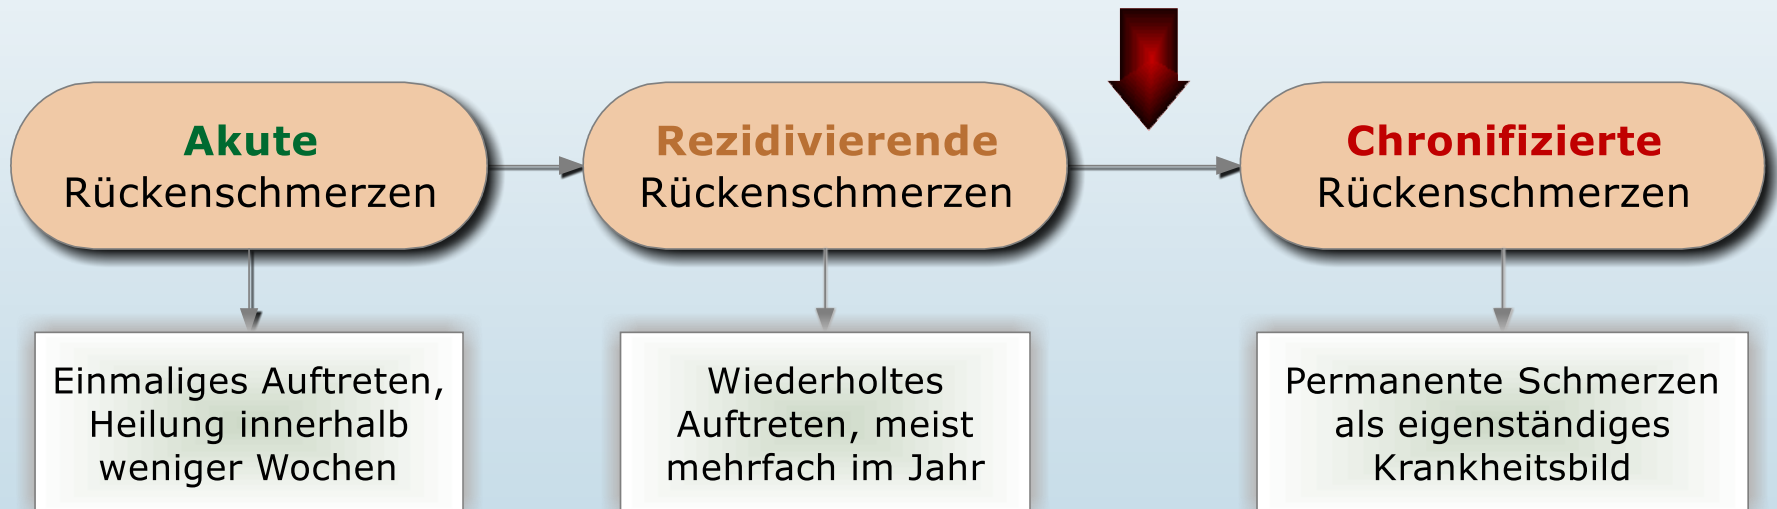 Akute
Rückenschmerzen
Rezidivierende
Rückenschmerzen
Chronifizierte
Rückenschmerzen
Einmaliges Auftreten,
Heilung innerhalb
weniger Wochen
Wiederholtes
Auftreten, meist
mehrfach im Jahr
Permanente Schmerzen
als eigenständiges
Krankheitsbild